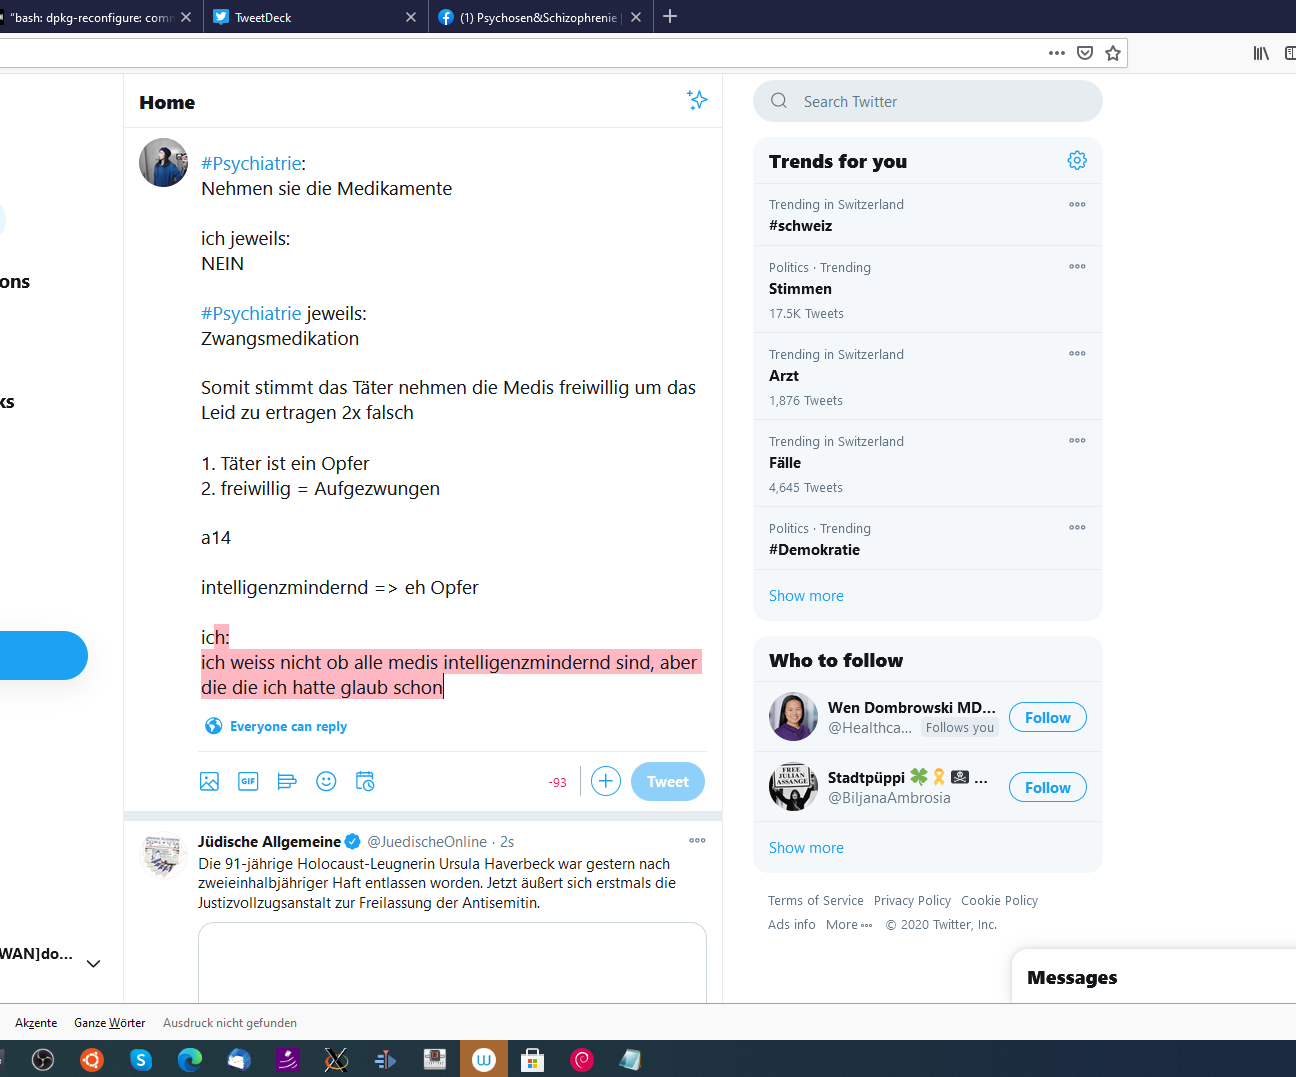 "bash: dpkg-reconfigure: comm
TweetDeck
(1) Psychosen&Schizophrenie |
Home
#Psychiatrie:
Nehmen sie die Medikamente
ich jeweils:
NEIN
#Psychiatrie jeweils:
Zwangsmedikation
Somit stimmt das Täter nehmen die Medis freiwillig um das
Leid zu ertragen 2x falsch
1. Täter ist ein Opfer
2. freiwillig = Aufgezwungen
a14
intelligenzmindernd => eh Opfer
ich:
ich weiss nicht ob alle medis intelligenzmindernd sind, aber
die die ich hatte glaub schon
Everyone can reply
GIF
-93
Tweet
Jüdische Allgemeine @JuedischeOnline · 2s
Die 91-jährige Holocaust-Leugnerin Ursula Haverbeck war gestern nach
zweieinhalbjähriger Haft entlassen worden. Jetzt äußert sich erstmals die
Justizvollzugsanstalt zur Freilassung der Antisemitin.
ons
ks
WAN]do...
Search Twitter
Trends for you
Trending in Switzerland
#schweiz
Politics · Trending
Stimmen
17.5K Tweets
Trending in Switzerland
Arzt
1,876 Tweets
Trending in Switzerland
Fälle
4,645 Tweets
Politics · Trending
#Demokratie
Show more
Who to follow
Wen Dombrowski MD...
@Healthca... Follows you
Follow
FREE
JULIAN
ASSANGE
Stadtpüppi ...
@BiljanaAmbrosia
Follow
Show more
Terms of Service Privacy Policy Cookie Policy
Ads info More © 2020 Twitter, Inc.
Messages
Akzente Ganze Wörter Ausdruck nicht gefunden